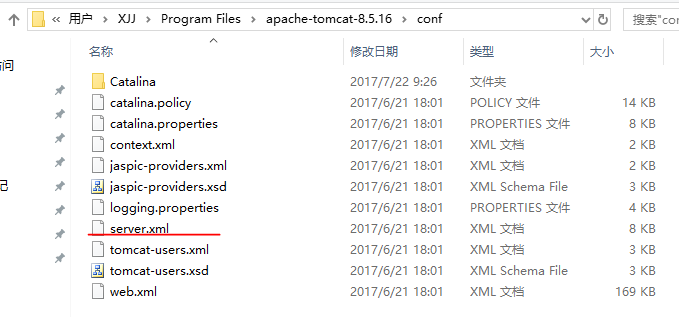 « 用户 > XJJ > Program Files > apache-tomcat-8.5.16 > conf 搜索"con
名称 修改日期 类型 大小
访问
Catalina 2017/7/22 9:26 文件夹
catalina.policy 2017/6/21 18:01 POLICY 文件 14 KB
catalina.properties 2017/6/21 18:01 PROPERTIES 文件 8 KB
context.xml 2017/6/21 18:01 XML 文档 2 KB
jaspic-providers.xml 2017/6/21 18:01 XML 文档 2 KB
记 jaspic-providers.xsd 2017/6/21 18:01 XML Schema File 3 KB
logging.properties 2017/6/21 18:01 PROPERTIES 文件 4 KB
server.xml 2017/6/21 18:01 XML 文档 8 KB
tomcat-users.xml 2017/6/21 18:01 XML 文档 3 KB
tomcat-users.xsd 2017/6/21 18:01 XML Schema File 3 KB
web.xml 2017/6/21 18:01 XML 文档 169 KB